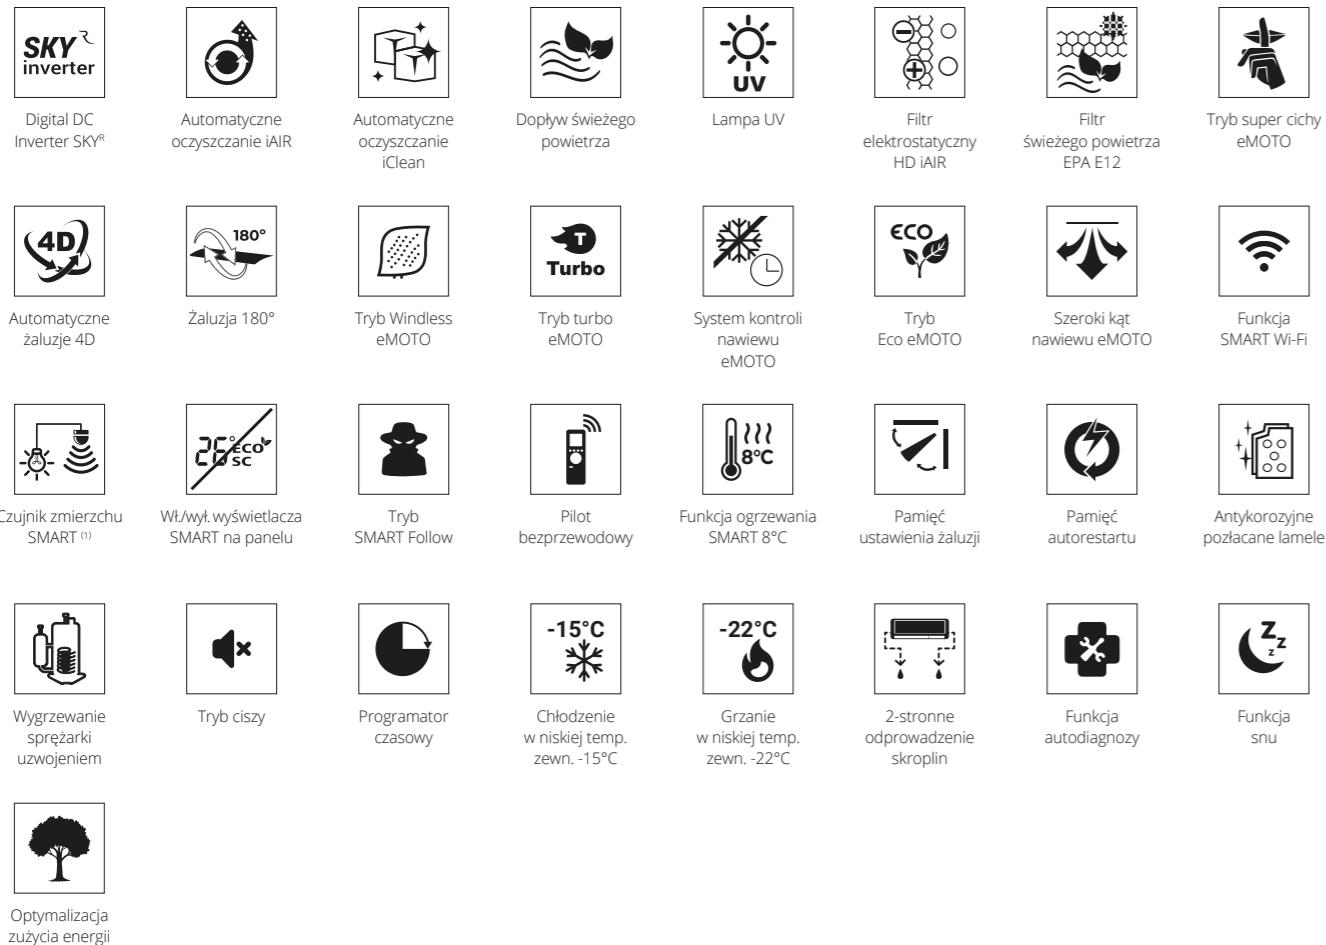 SKY R
inverter
Digital DC
Inverter SKYᴿ
Automatyczne
oczyszczanie iAIR
Automatyczne
oczyszczanie
iClean
Dopływ świeżego
powietrza
UV
Lampa UV
Filtr
elektrostatyczny
HD iAIR
Filtr
świeżego powietrza
EPA E12
Tryb super cichy
eMOTO
4D
Automatyczne
żaluzje 4D
180°
Żaluzja 180°
Tryb Windless
eMOTO
T
Turbo
Tryb turbo
eMOTO
System kontroli
nawiewu
eMOTO
ECO
Tryb
Eco eMOTO
Szeroki kąt
nawiewu eMOTO
Funkcja
SMART Wi-Fi
Czujnik zmierzchu
SMART ⁽¹⁾
26° ECO
SC
Wł./wył. wyświetlacza
SMART na panelu
Tryb
SMART Follow
Pilot
bezprzewodowy
8°C
Funkcja ogrzewania
SMART 8°C
Pamięć
ustawienia żaluzji
Pamięć
autorestartu
Antykorozyjne
pozłacane lamele
Wygrzewanie
sprężarki
uzwojeniem
Tryb ciszy
Programator
czasowy
-15°C
Chłodzenie
w niskiej temp.
zewn. -15°C
-22°C
Grzanie
w niskiej temp.
zewn. -22°C
2-stronne
odprowadzenie
skroplin
Funkcja
autodiagnozy
Z z z
Funkcja
snu
Optymalizacja
zużycia energii